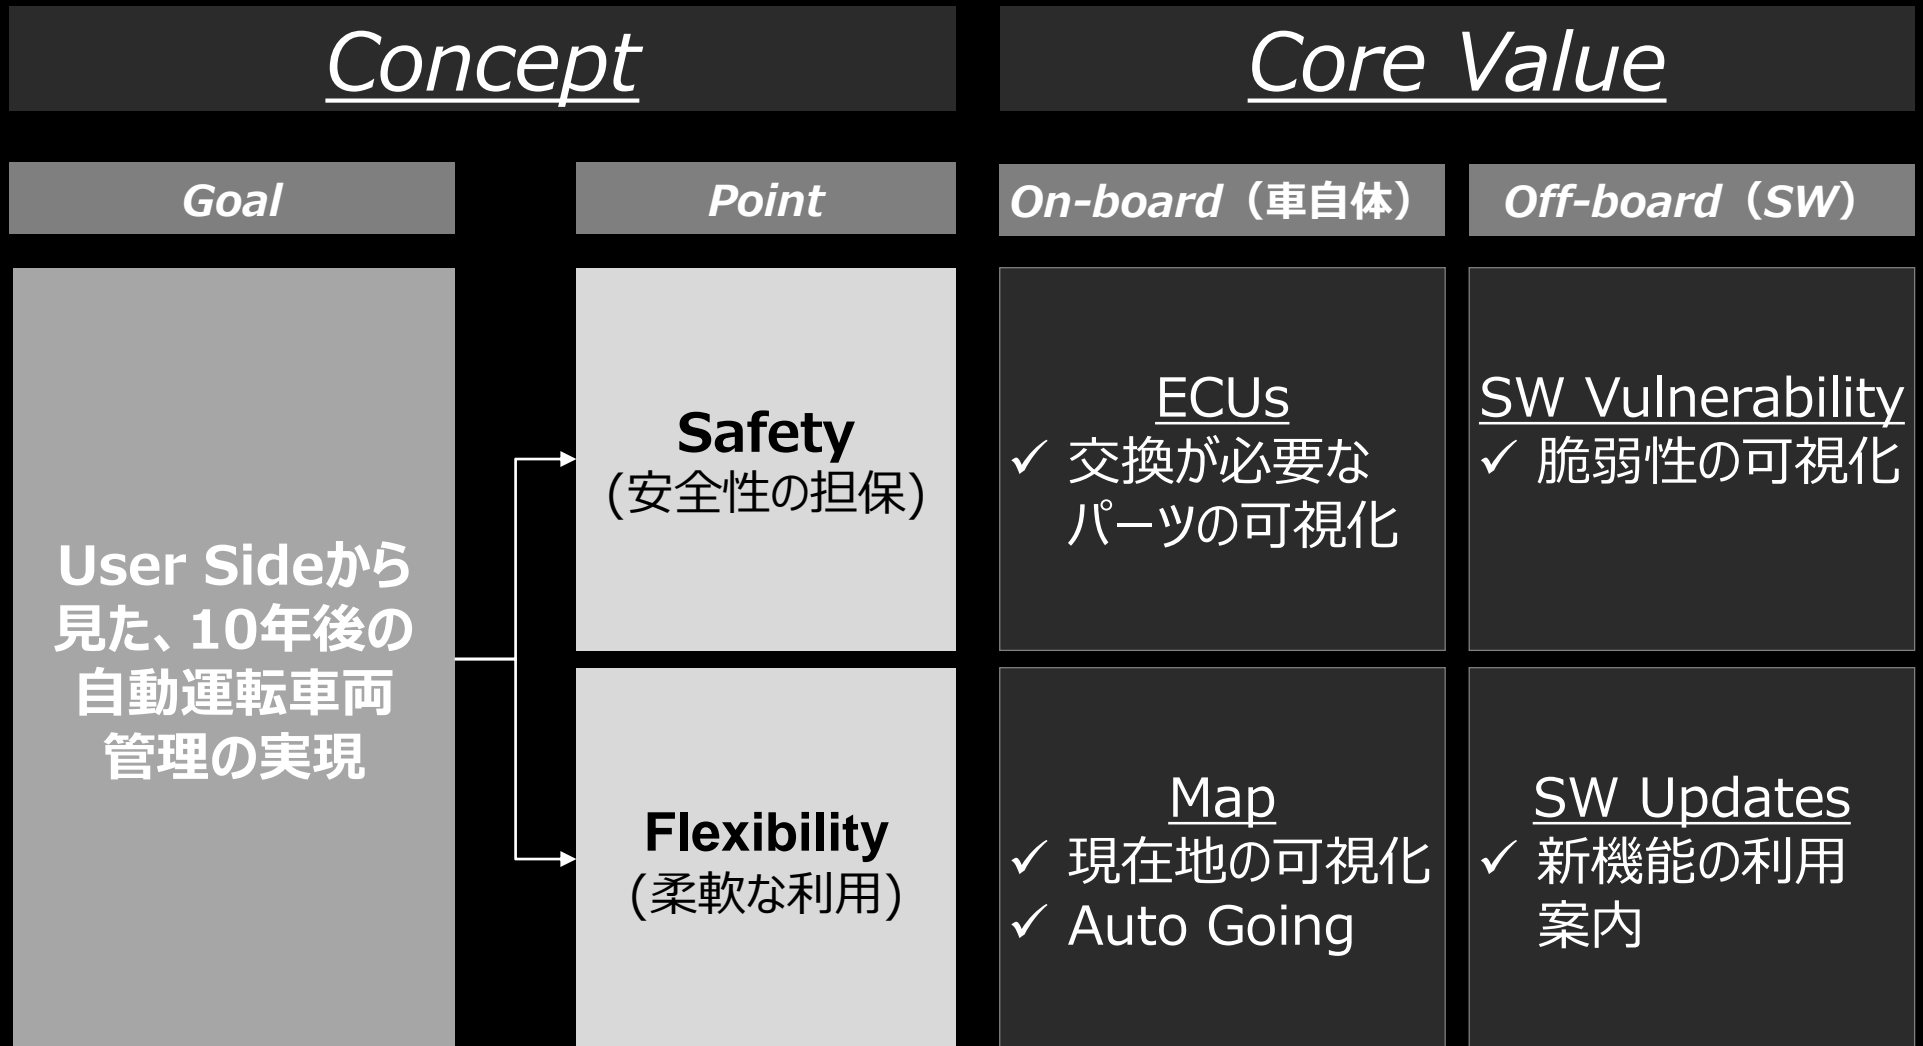 Concept
Core Value
Goal
Point
On-board（車自体）
Off-board（SW）
User Sideから
見た、10年後の
自動運転車両
管理の実現
Safety
(安全性の担保)
ECUs
✓ 交換が必要な
パーツの可視化
SW Vulnerability
✓ 脆弱性の可視化
Flexibility
(柔軟な利用)
Map
✓ 現在地の可視化
✓ Auto Going
SW Updates
✓ 新機能の利用
案内